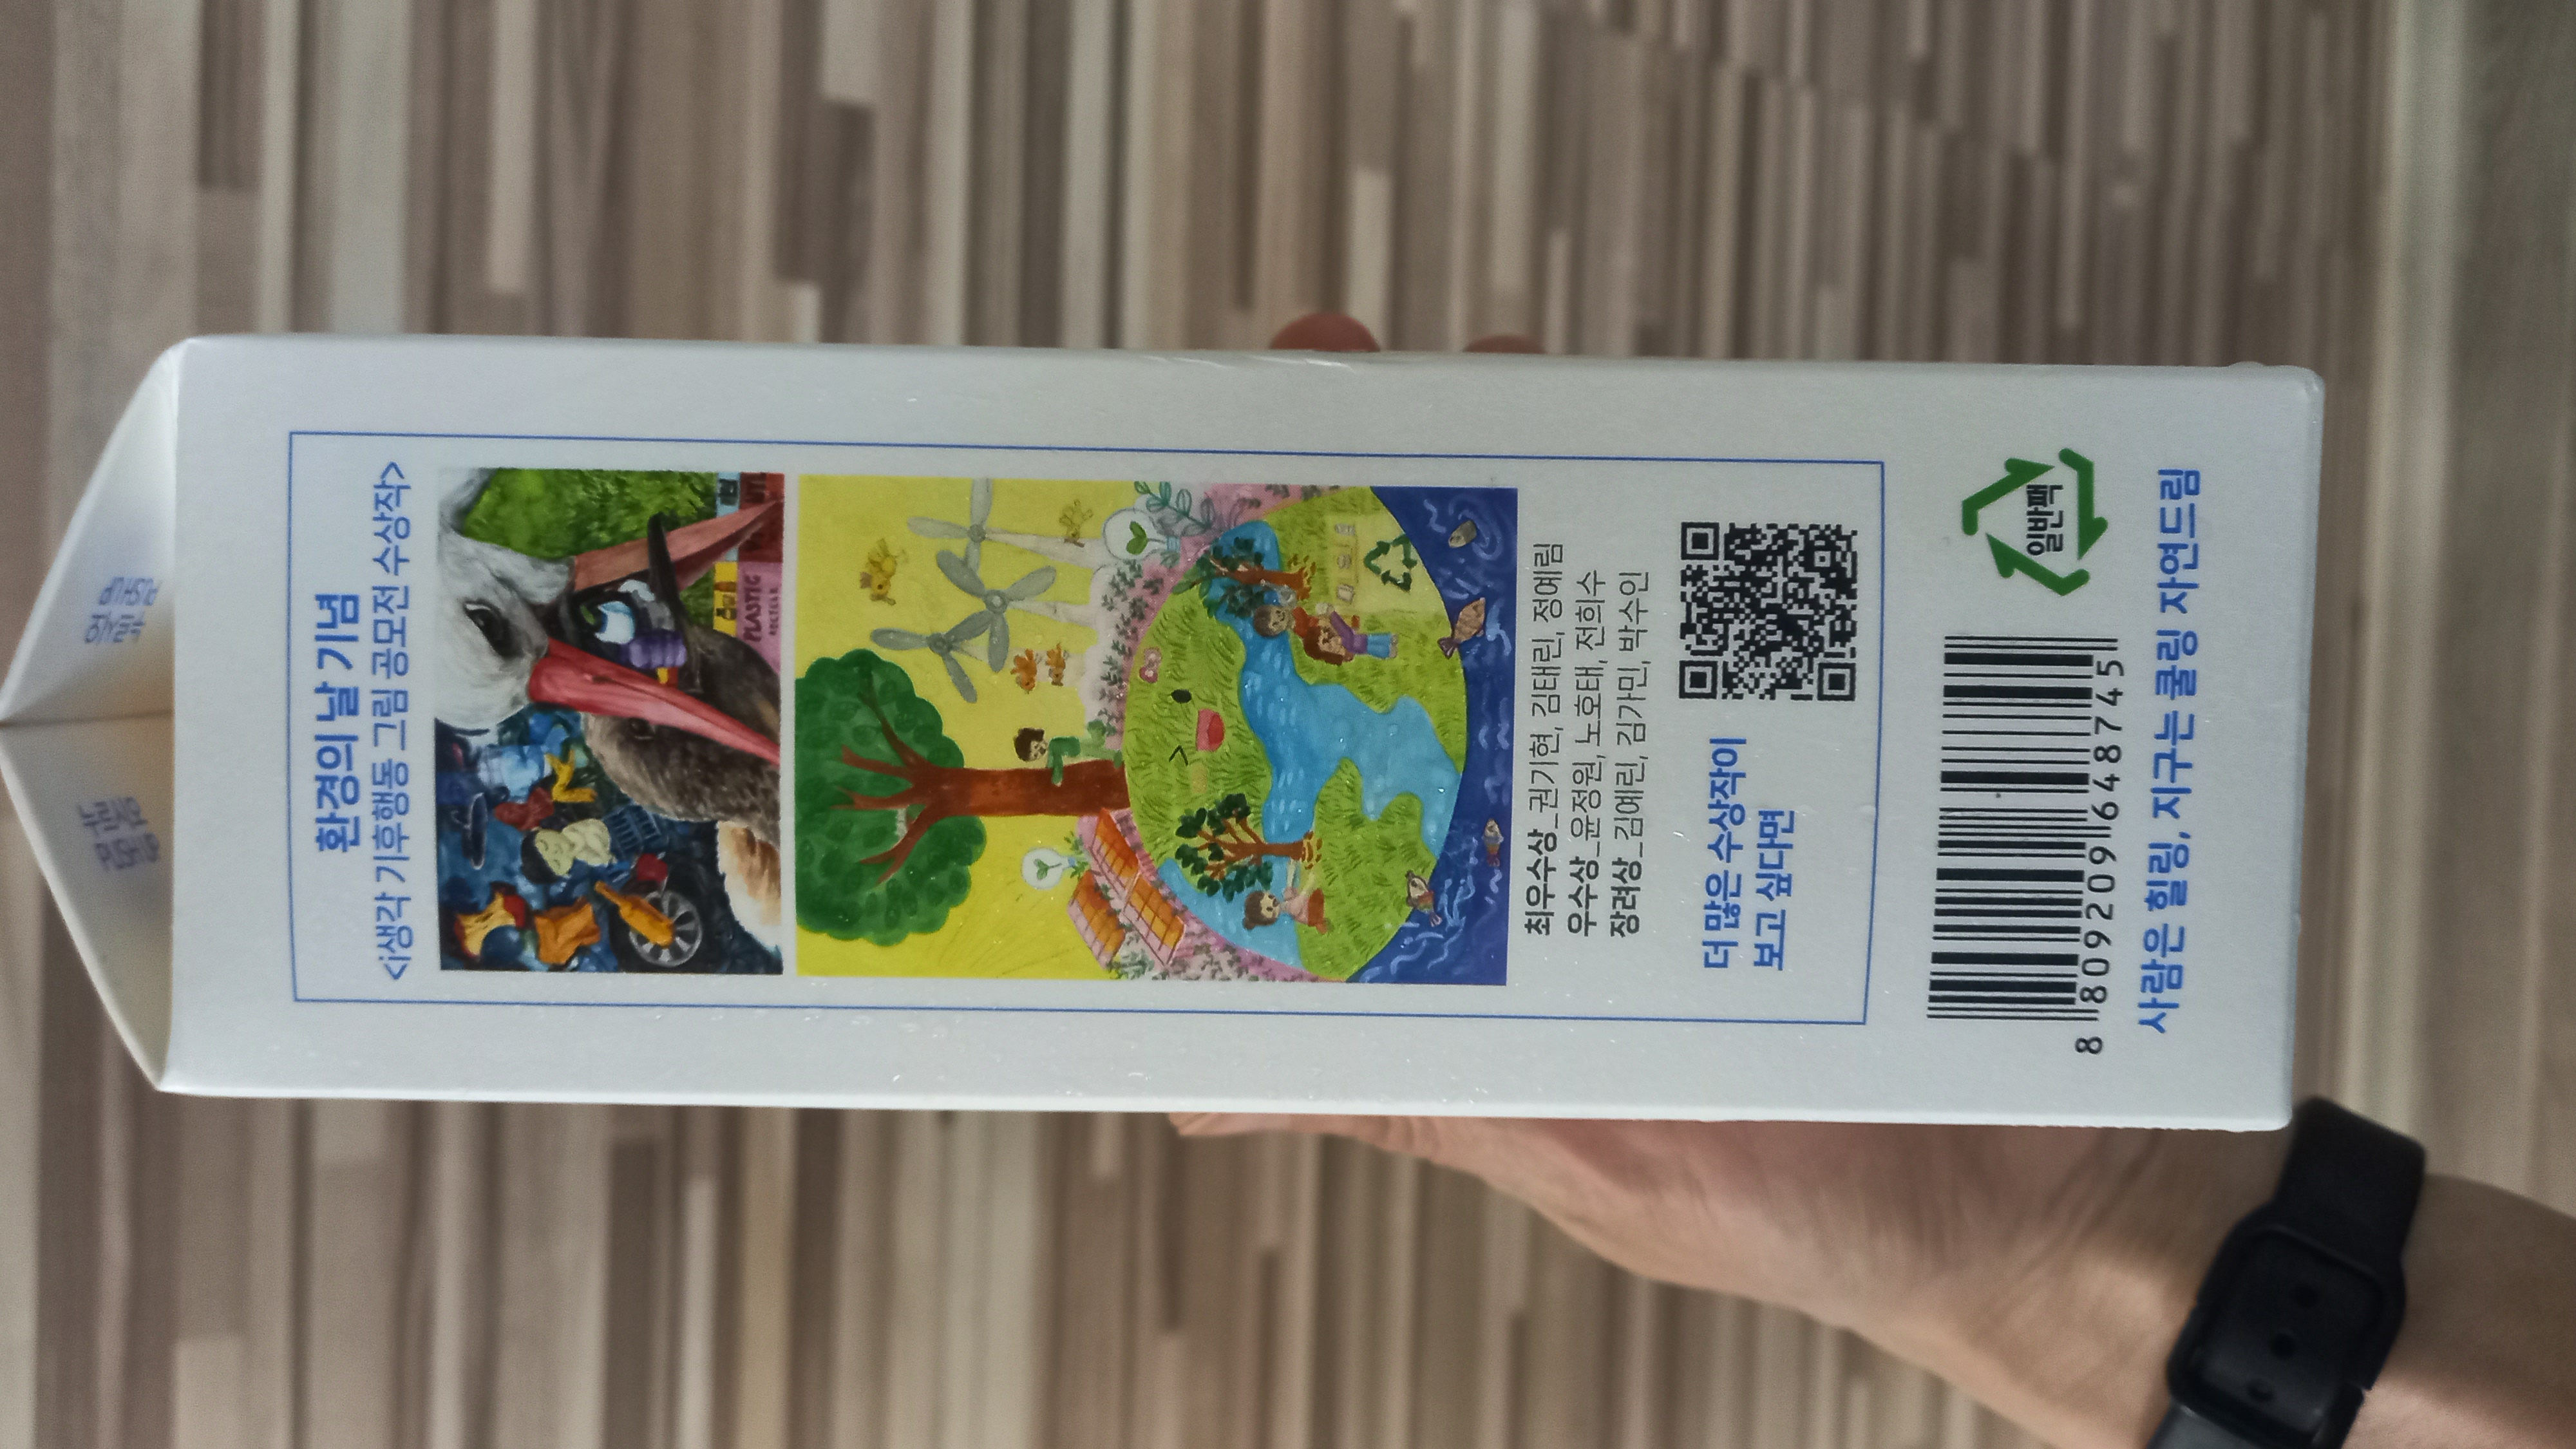 환경의 날 기념
<i생각 기후행동 그림 공모전 수상작>
PLASTIC
RECYCLE
최우수상_권기현, 김태린, 정예림
우수상_윤정원, 노호태, 전희수
장려상_김예린, 김가민, 박수인
더 많은 수상작이
보고 싶다면
일반팩
8 809209 648745
사람은 힐링, 지구는 쿨링 자연드림